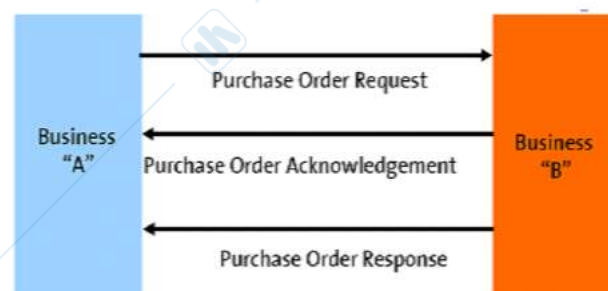 Purchase Order Request
Business
“A”
Purchase Order Acknowledgement
Business
“B”
Purchase Order Response